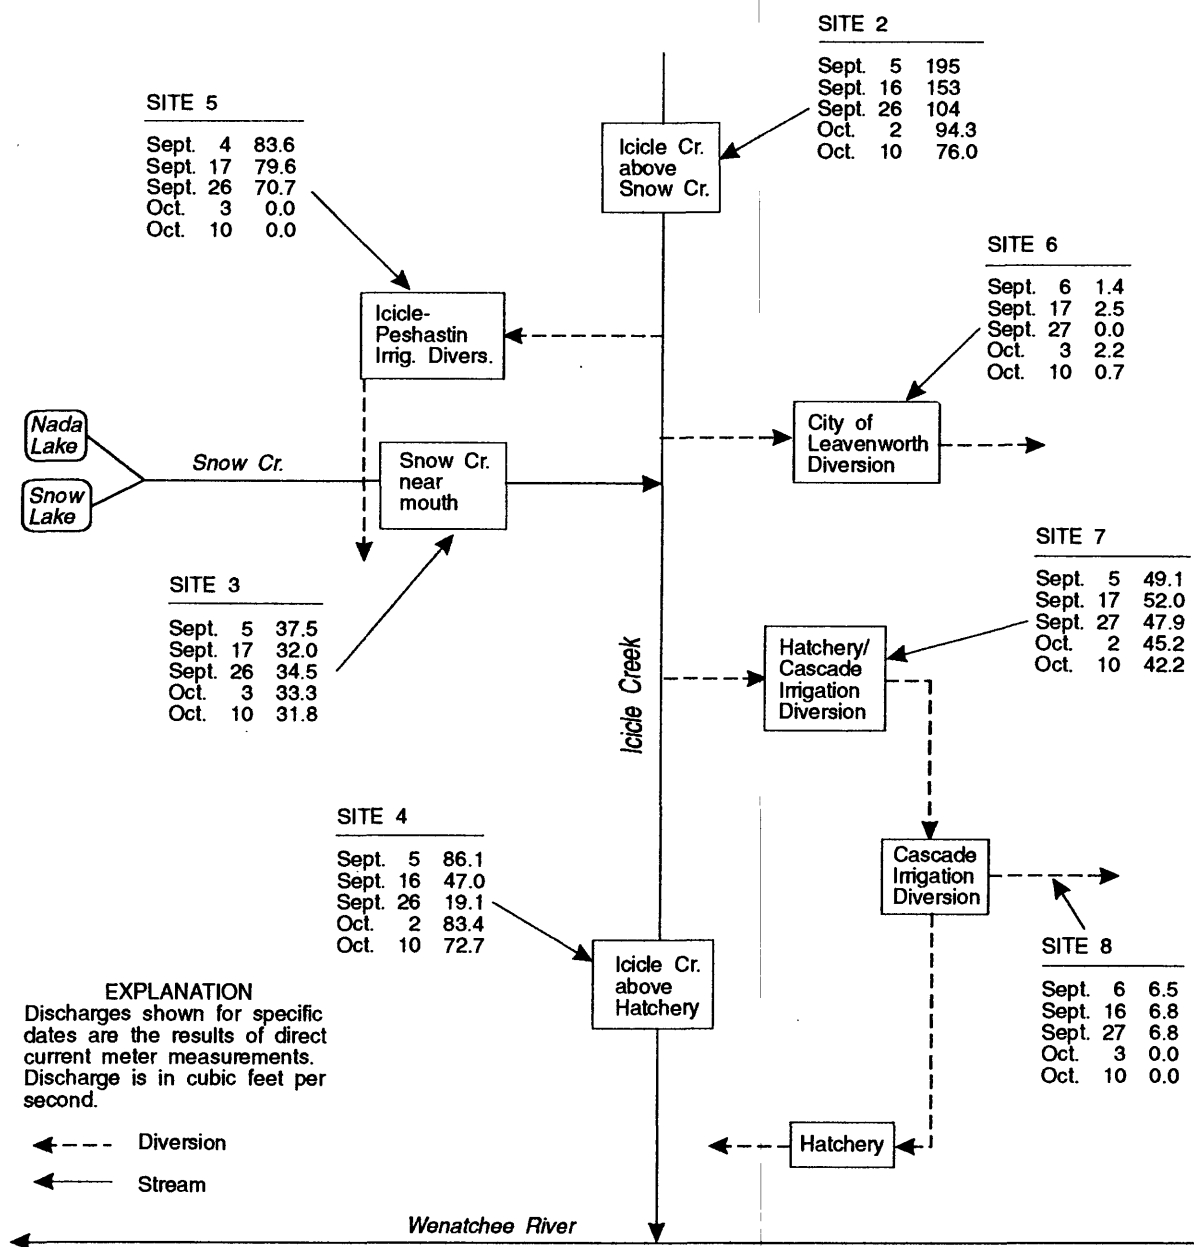 SITE 2
Sept. 5 195
Sept. 16 153
Sept. 26 104
Oct. 2 94.3
Oct. 10 76.0
SITE 5
Sept. 4 83.6
Sept. 17 79.6
Sept. 26 70.7
Oct. 3 0.0
Oct. 10 0.0
Icicle Cr.
above
Snow Cr.
SITE 6
Sept. 6 1.4
Sept. 17 2.5
Sept. 27 0.0
Oct. 3 2.2
Oct. 10 0.7
Icicle-
Peshastin
Irrig. Divers.
City of
Leavenworth
Diversion
Nada
Lake
Snow
Lake
Snow Cr.
Snow Cr.
near
mouth
SITE 3
Sept. 5 37.5
Sept. 17 32.0
Sept. 26 34.5
Oct. 3 33.3
Oct. 10 31.8
SITE 7
Sept. 5 49.1
Sept. 17 52.0
Sept. 27 47.9
Oct. 2 45.2
Oct. 10 42.2
Icicle Creek
Hatchery/
Cascade
Irrigation
Diversion
SITE 4
Sept. 5 86.1
Sept. 16 47.0
Sept. 26 19.1
Oct. 2 83.4
Oct. 10 72.7
Cascade
Irrigation
Diversion
Icicle Cr.
above
Hatchery
SITE 8
Sept. 6 6.5
Sept. 16 6.8
Sept. 27 6.8
Oct. 3 0.0
Oct. 10 0.0
EXPLANATION
Discharges shown for specific
dates are the results of direct
current meter measurements.
Discharge is in cubic feet per
second.
Diversion
Stream
Hatchery
Wenatchee River